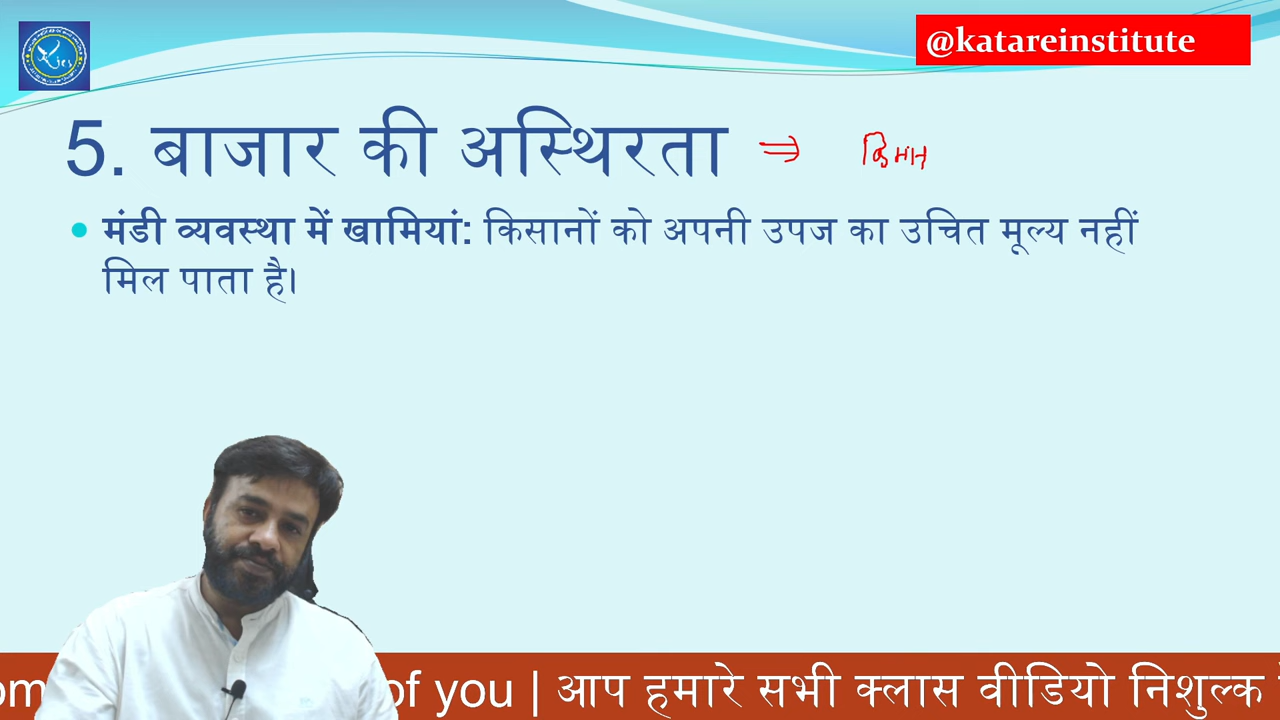 @katareinstitute
5. बाजार की अस्थिरता ⇒
मंडी व्यवस्था में खामियां: किसानों को अपनी उपज का उचित मूल्य नहीं
मिल पाता है।
of you | आप हमारे सभी क्लास वीडियो निशुल्क